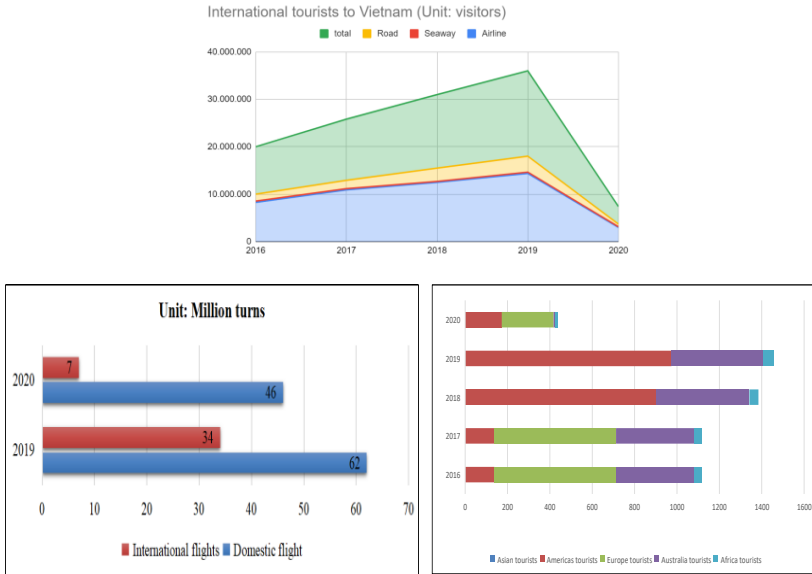 International tourists to Vietnam (Unit: visitors)
total Road Seaway Airline
40.000.000
30.000.000
20.000.000
10.000.000
0
2016 2017 2018 2019 2020
Unit: Million turns
2020
7
46
2019
34
62
0 10 20 30 40 50 60 70
International flights Domestic flight
2020
2019
2018
2017
2016
0 200 400 600 800 1000 1200 1400 1600
Asian tourists Americas tourists Europe tourists Australia tourists Africa tourists